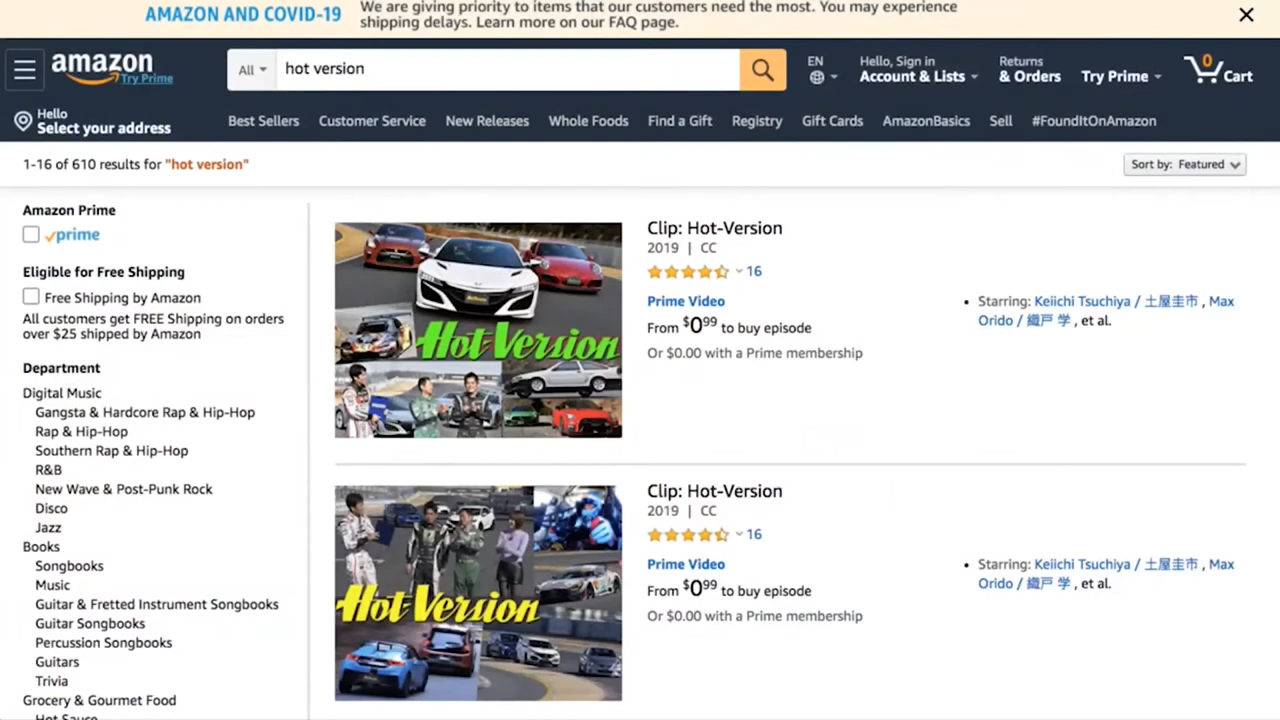 AMAZON AND COVID-19
We are giving priority to items that our customers need the most. You may experience
shipping delays. Learn more on our FAQ page.
amazon
Try Prime
All
hot version
EN
Hello, Sign in
Account & Lists
Returns
& Orders
Try Prime
0
Cart
Hello
Select your address
Best Sellers
Customer Service
New Releases
Whole Foods
Find a Gift
Registry
Gift Cards
AmazonBasics
Sell
#FoundItOnAmazon
1-16 of 610 results for "hot version"
Sort by: Featured
Amazon Prime
prime
Eligible for Free Shipping
Free Shipping by Amazon
All customers get FREE Shipping on orders
over $25 shipped by Amazon
Department
Digital Music
Gangsta & Hardcore Rap & Hip-Hop
Rap & Hip-Hop
Southern Rap & Hip-Hop
R&B
New Wave & Post-Punk Rock
Disco
Jazz
Books
Songbooks
Music
Guitar & Fretted Instrument Songbooks
Guitar Songbooks
Percussion Songbooks
Guitars
Trivia
Grocery & Gourmet Food
Hot Sauce
Hot Version
Clip: Hot-Version
2019 | CC
16
Prime Video
From $0.99 to buy episode
Or $0.00 with a Prime membership
Starring: Keiichi Tsuchiya / 土屋圭市 , Max
Orido / 織戸 学 , et al.
Hot Version
Clip: Hot-Version
2019 | CC
16
Prime Video
From $0.99 to buy episode
Or $0.00 with a Prime membership
Starring: Keiichi Tsuchiya / 土屋圭市 , Max
Orido / 織戸 学 , et al.